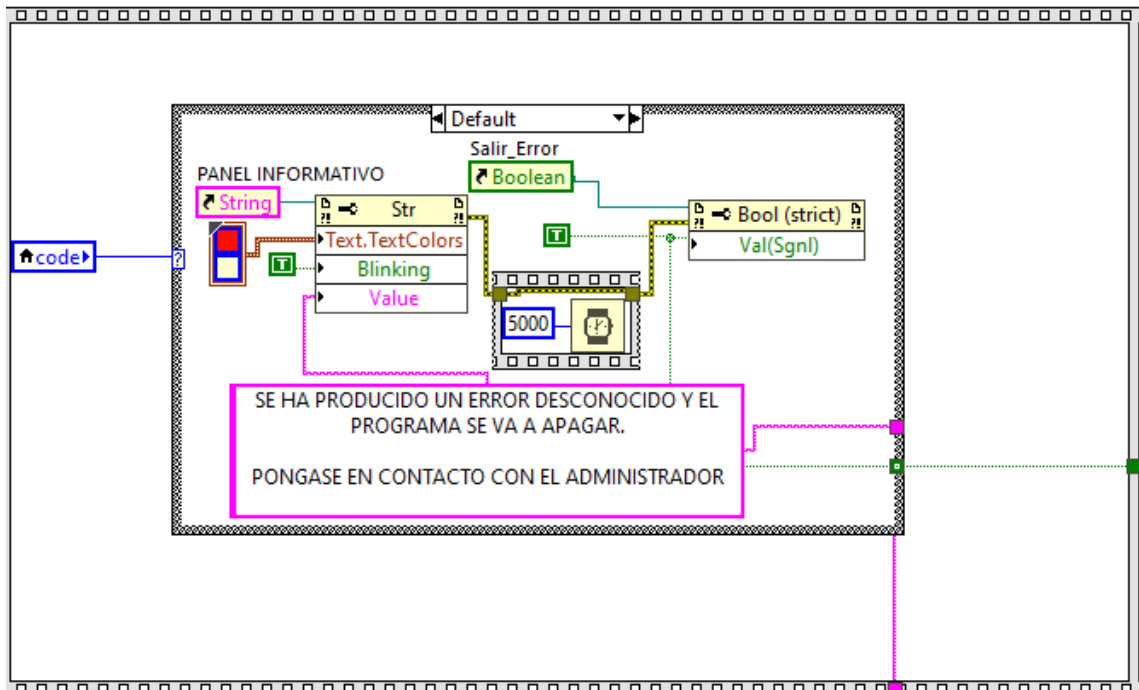 Default
Salir_Error
Boolean
PANEL INFORMATIVO
String
Str
Text.TextColors
Blinking
Value
Bool (strict)
Val(Sgnl)
T
T
code
?
5000
SE HA PRODUCIDO UN ERROR DESCONOCIDO Y EL
PROGRAMA SE VA A APAGAR.
PONGASE EN CONTACTO CON EL ADMINISTRADOR